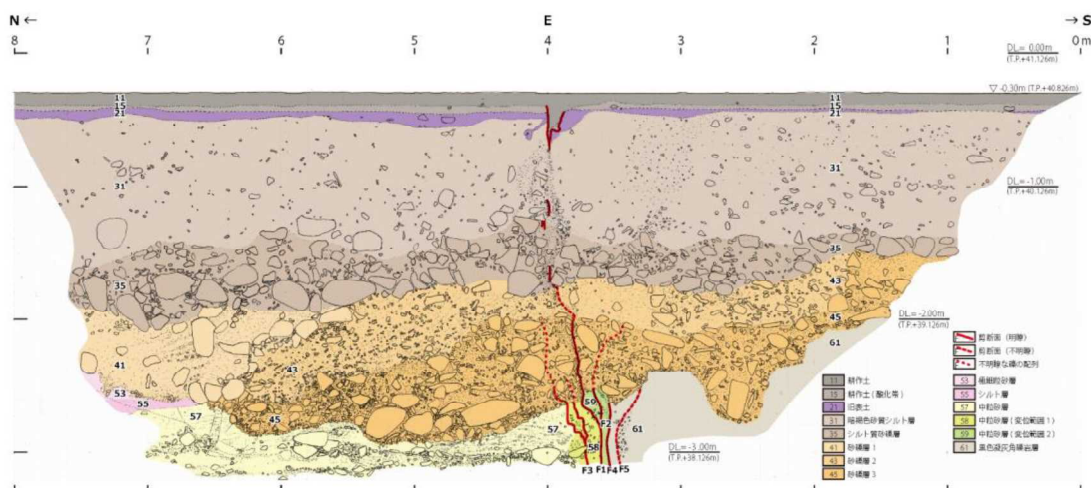 N ← E → S
8 7 6 5 4 3 2 1 0 m
DL= 0.00m
(T.P.+41.126m)
▽ -0.30m (T.P.+40.826m)
11 11
15 15
21 21
31 31
DL= -1.00m
(T.P.+40.126m)
35 35
43
DL= -2.00m
(T.P.+39.126m)
45
61
41 43
53
55
57 45 57 59 61
58 F2
DL= -3.00m
(T.P.+38.126m)
F3 F1 F4 F5
剪断面（明瞭）
剪断面（不明瞭）
不明瞭な礫の配列
11 耕作土
15 耕作土（酸化帯）
21 旧表土
31 暗褐色砂質シルト層
35 シルト質砂礫層
41 砂礫層1
43 砂礫層2
45 砂礫層3
53 極細粒砂層
55 シルト層
57 中粒砂層
58 中粒砂層（変位範囲1）
59 中粒砂層（変位範囲2）
61 黒色凝灰角礫岩層